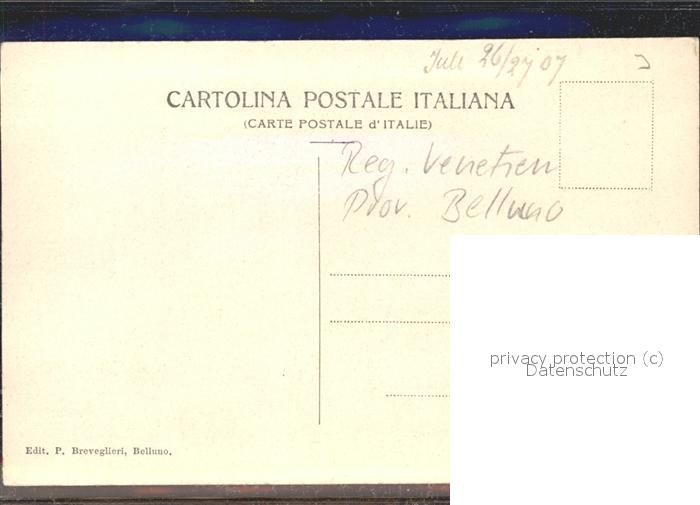 26/27 07
CARTOLINA POSTALE ITALIANA
(CARTE POSTALE d'ITALIE)
Reg. Venetien
Prov. Belluno
privacy protection (c)
Datenschutz
Edit. P. Breveglieri, Belluno.